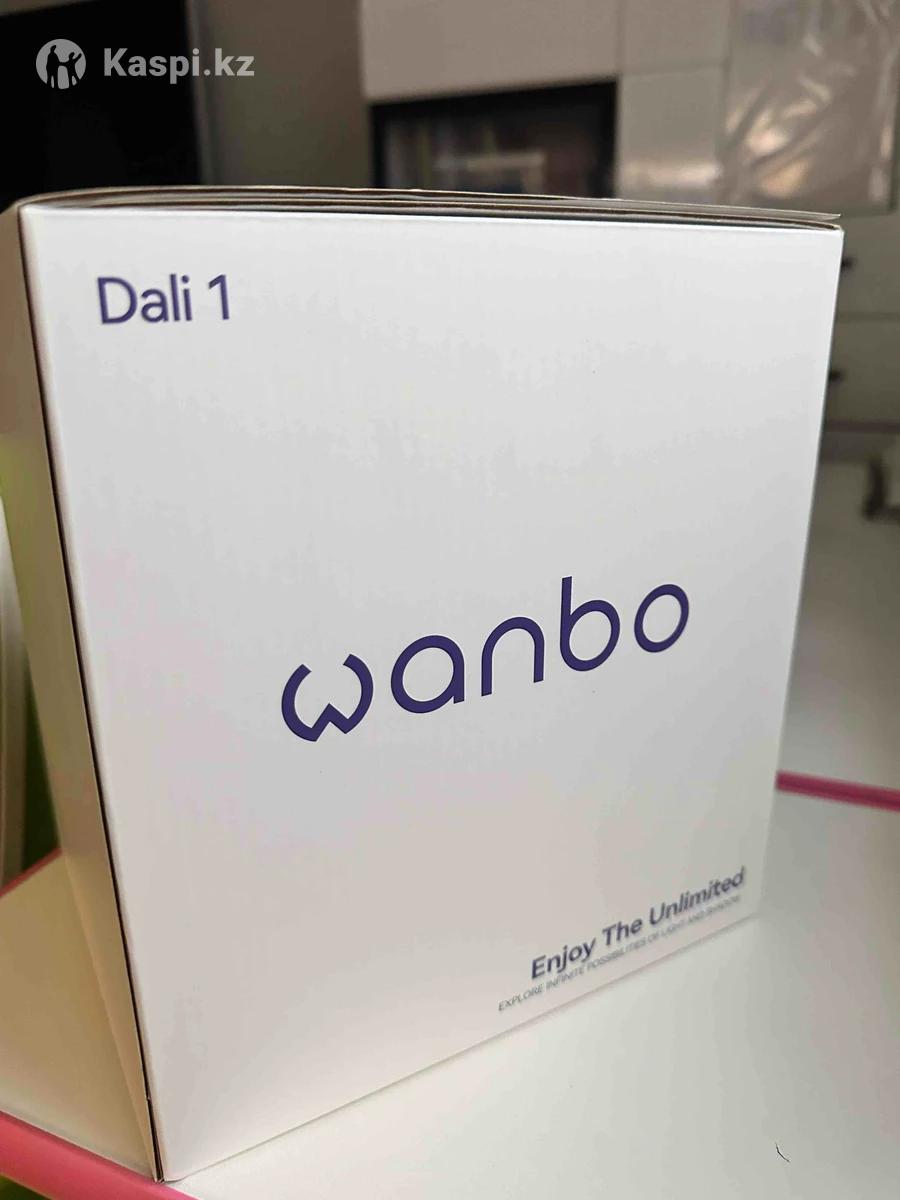 Kaspi.kz
Dali 1
wanbo
Enjoy The Unlimited
EXPLORE INFINITE POSSIBILITIES OF LIGHT AND SHADOW